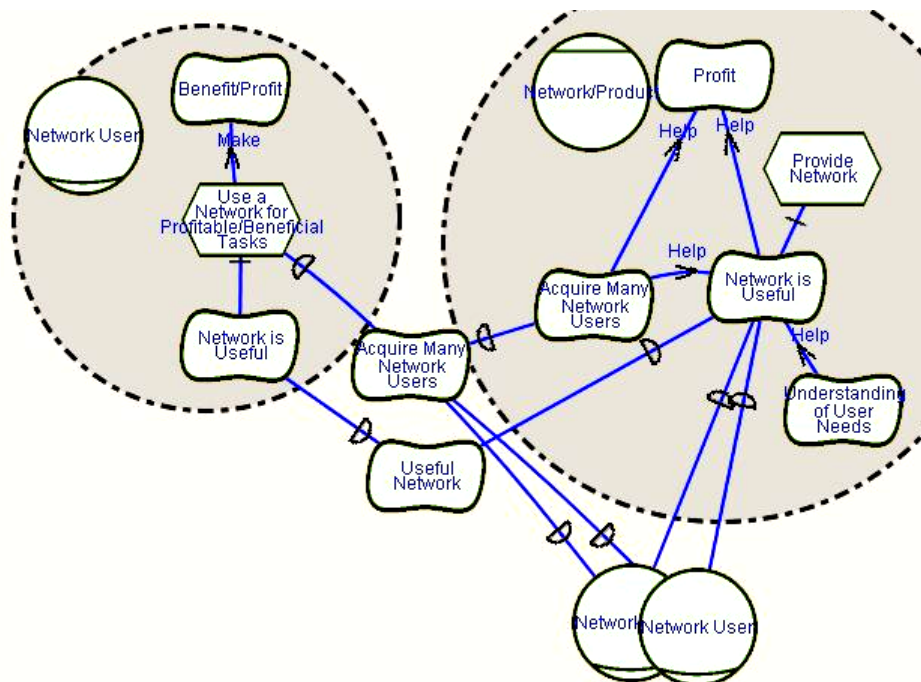 Network User
Benefit/Profit
Make
Use a
Network for
Profitable/Beneficial
Tasks
Network is
Useful
Network/Produc
Profit
Help
Help
Provide
Network
Acquire Many
Network
Users
Help
Network is
Useful
Help
Understanding
of User
Needs
Acquire Many
Network
Users
Useful
Network
Network
Network User